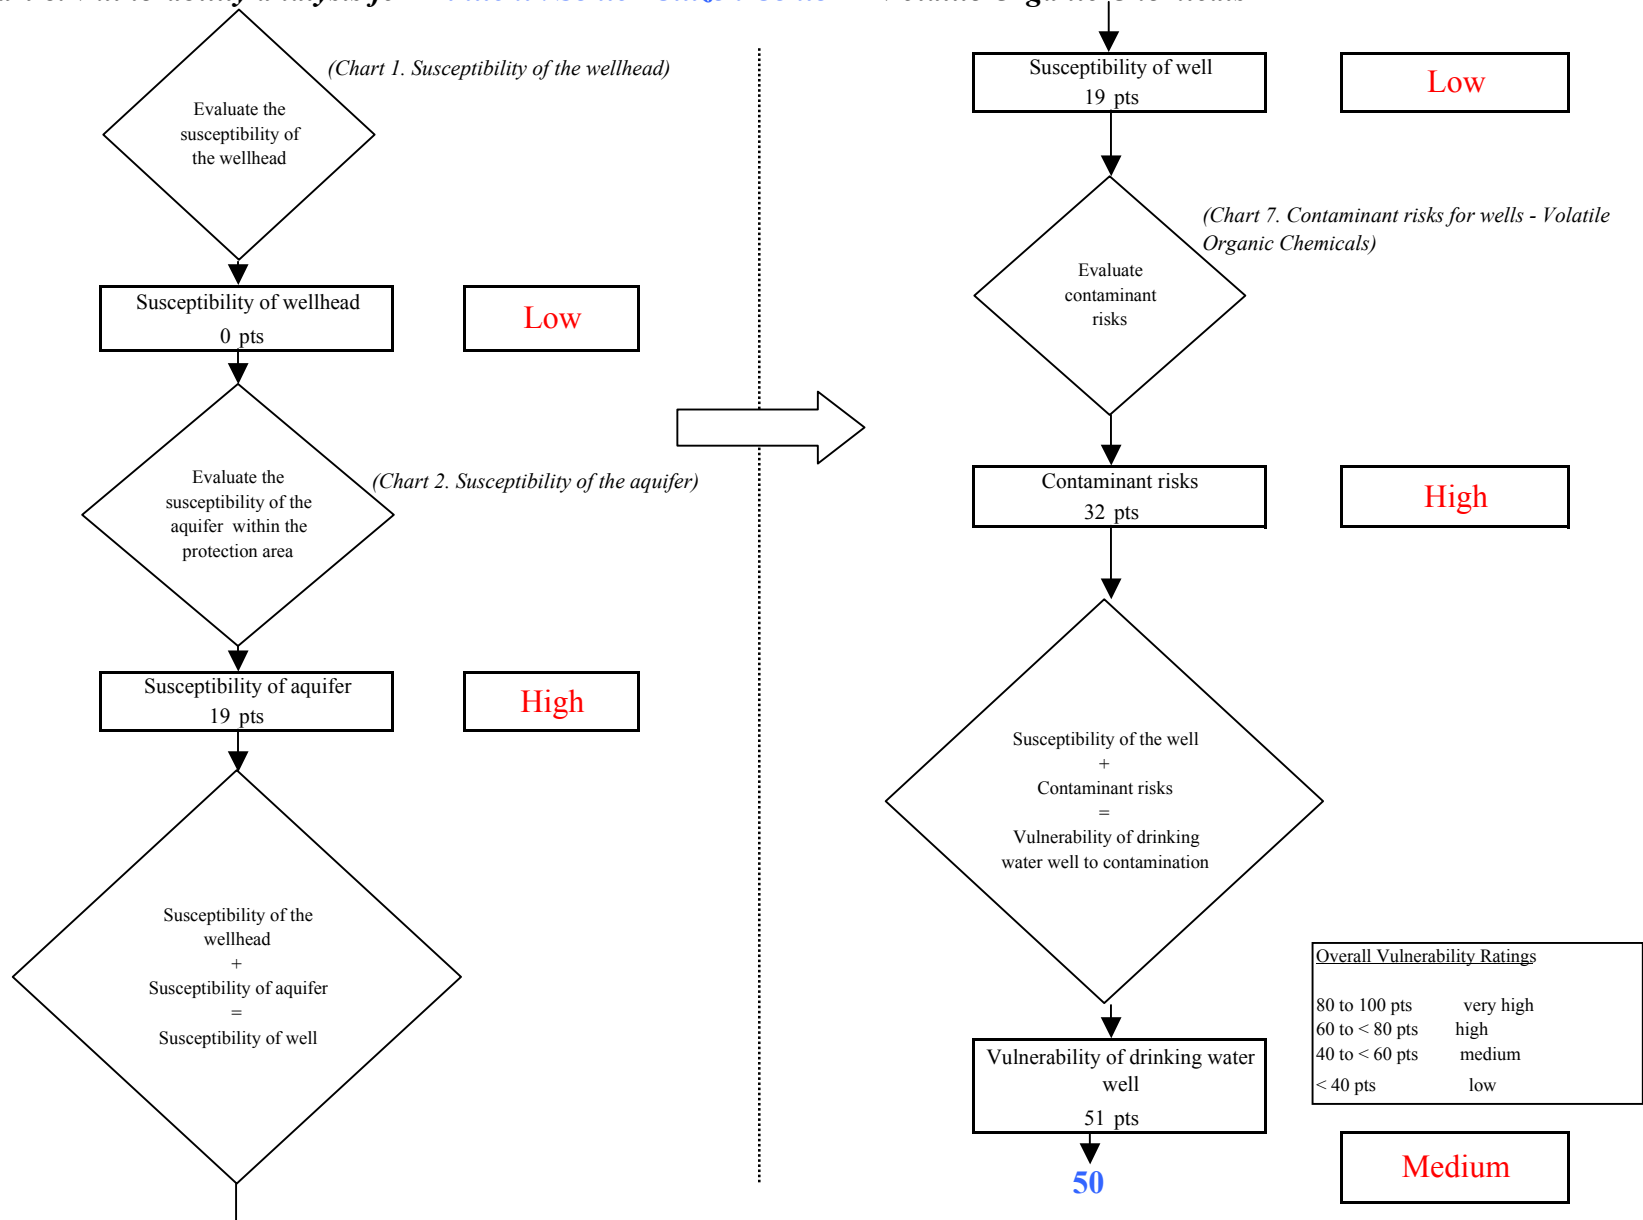 Volatile Organic Chemicals
(Chart 1. Susceptibility of the wellhead)
Evaluate the
susceptibility of
the wellhead
Susceptibility of wellhead
0 pts
Low
Evaluate the
susceptibility of the
aquifer within the
protection area
(Chart 2. Susceptibility of the aquifer)
Susceptibility of aquifer
19 pts
High
Susceptibility of the
wellhead
+
Susceptibility of aquifer
=
Susceptibility of well
Susceptibility of well
19 pts
Low
(Chart 7. Contaminant risks for wells - Volatile
Organic Chemicals)
Evaluate
contaminant
risks
Contaminant risks
32 pts
High
Susceptibility of the well
+
Contaminant risks
=
Vulnerability of drinking
water well to contamination
Vulnerability of drinking water
well
51 pts
50
Overall Vulnerability Ratings
80 to 100 pts very high
60 to < 80 pts high
40 to < 60 pts medium
< 40 pts low
Medium